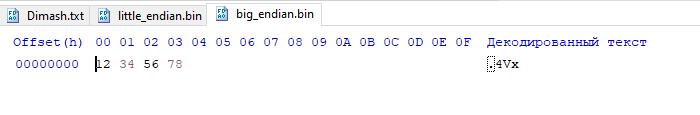 Dimash.txt little_endian.bin big_endian.bin
Offset(h) 00 01 02 03 04 05 06 07 08 09 0A 0B 0C 0D 0E 0F Декодированный текст
00000000 12 34 56 78 .4Vx